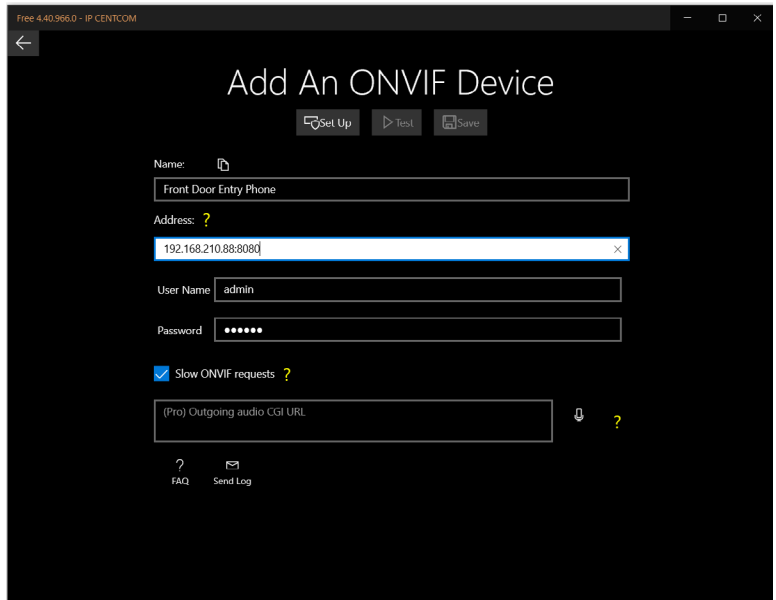 Free 4.40.966.0 - IP CENTCOM
Add An ONVIF Device
Set Up Test Save
Name:
Front Door Entry Phone
Address: ?
192.168.210.88:8080
User Name admin
Password ••••••
Slow ONVIF requests ?
(Pro) Outgoing audio CGI URL
?
FAQ Send Log